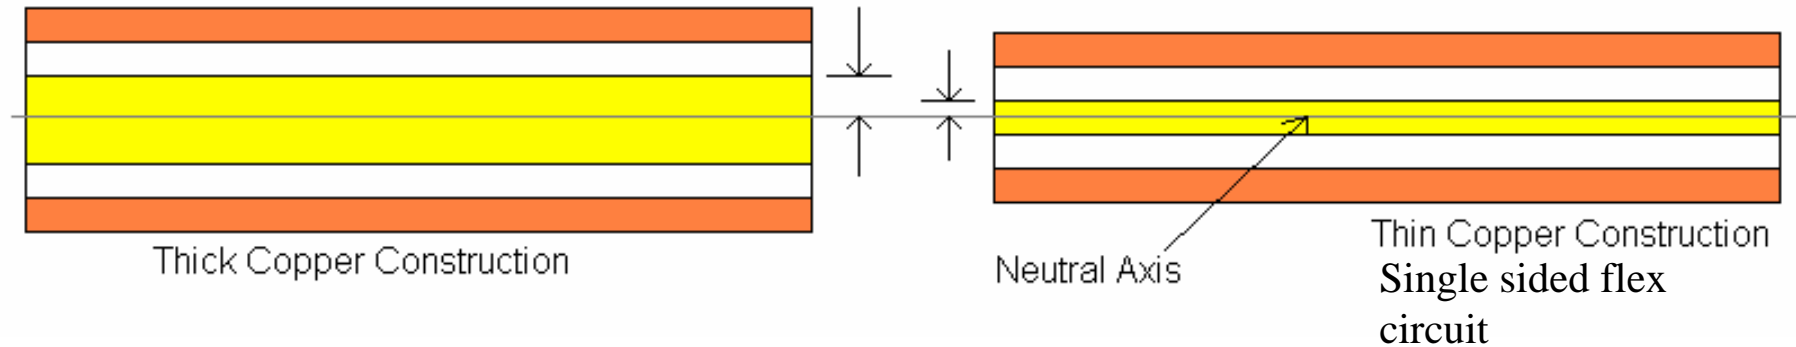 Thick Copper Construction
Neutral Axis
Thin Copper Construction
Single sided flex
circuit